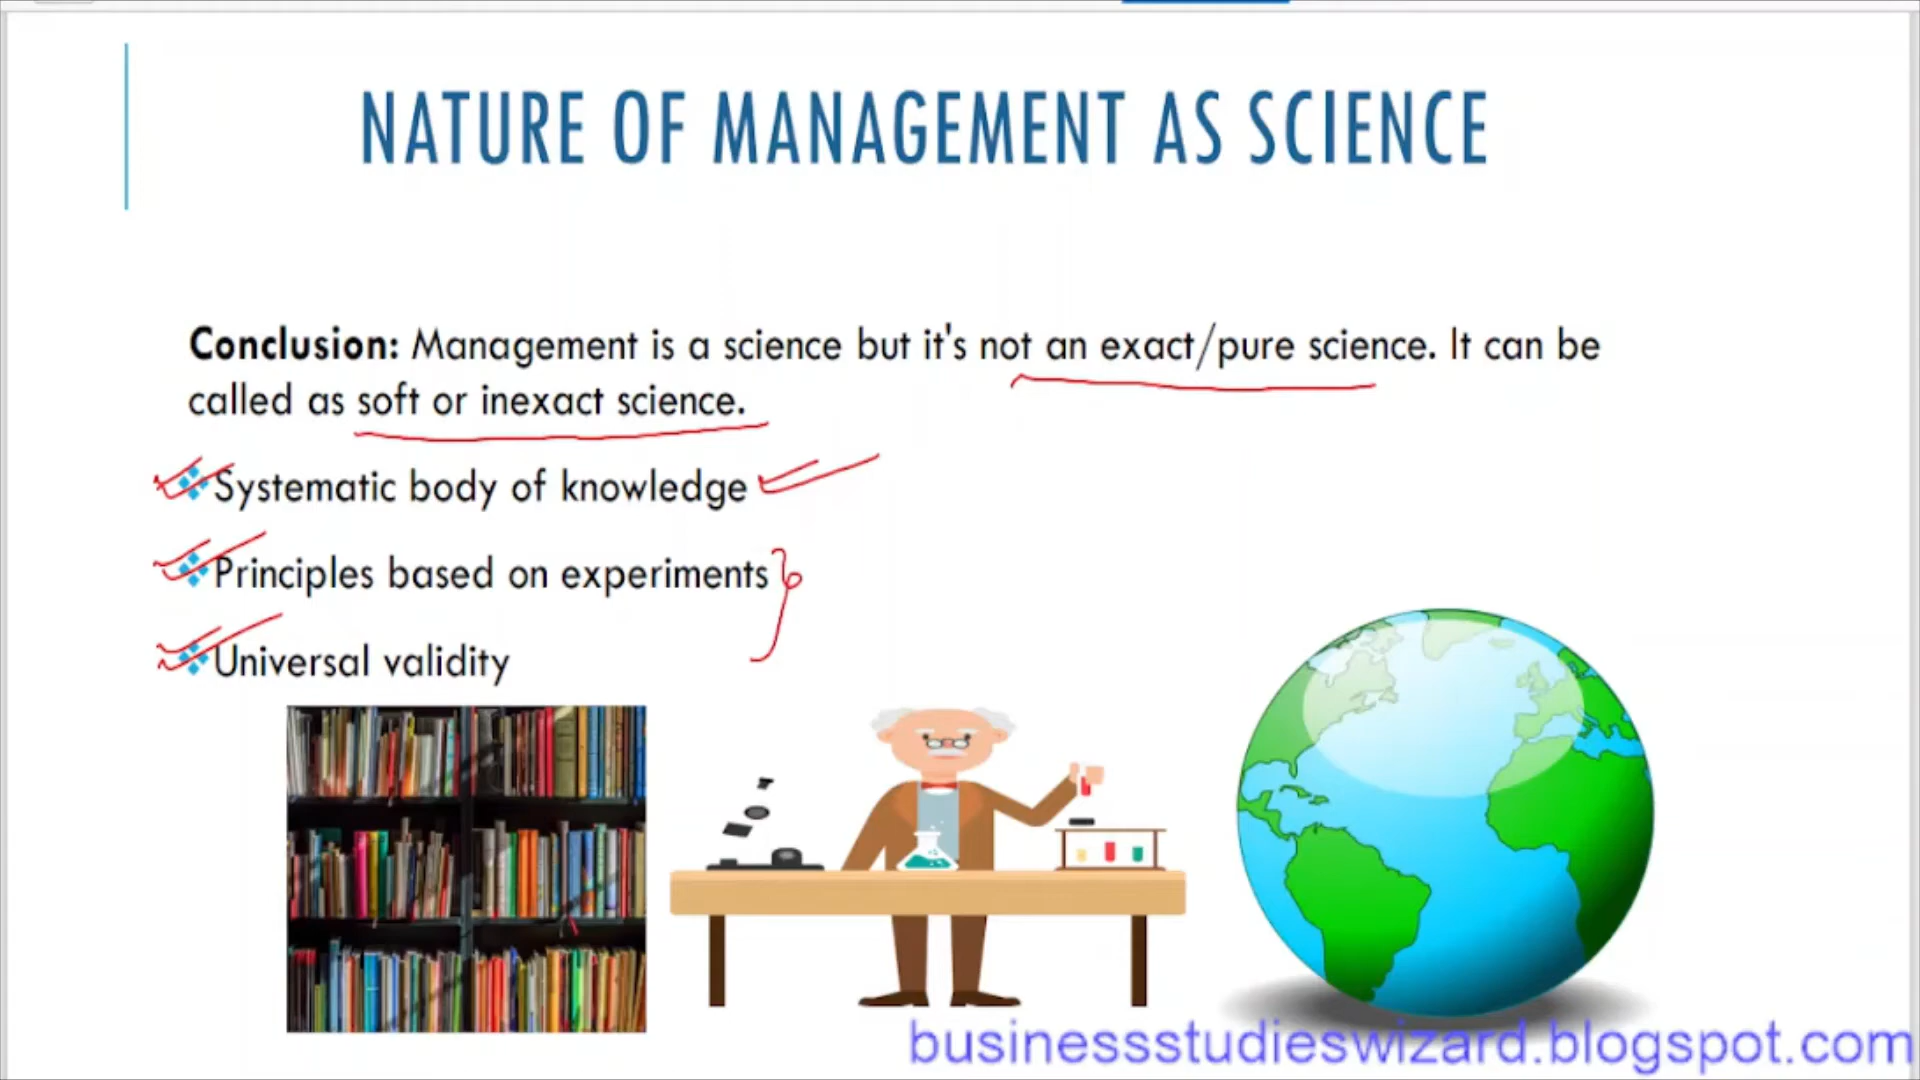 NATURE OF MANAGEMENT AS SCIENCE
Conclusion: Management is a science but it's not an exact/pure science. It can be
called as soft or inexact science.
Systematic body of knowledge
Principles based on experiments
Universal validity
businessstudieswizard.blogspot.com